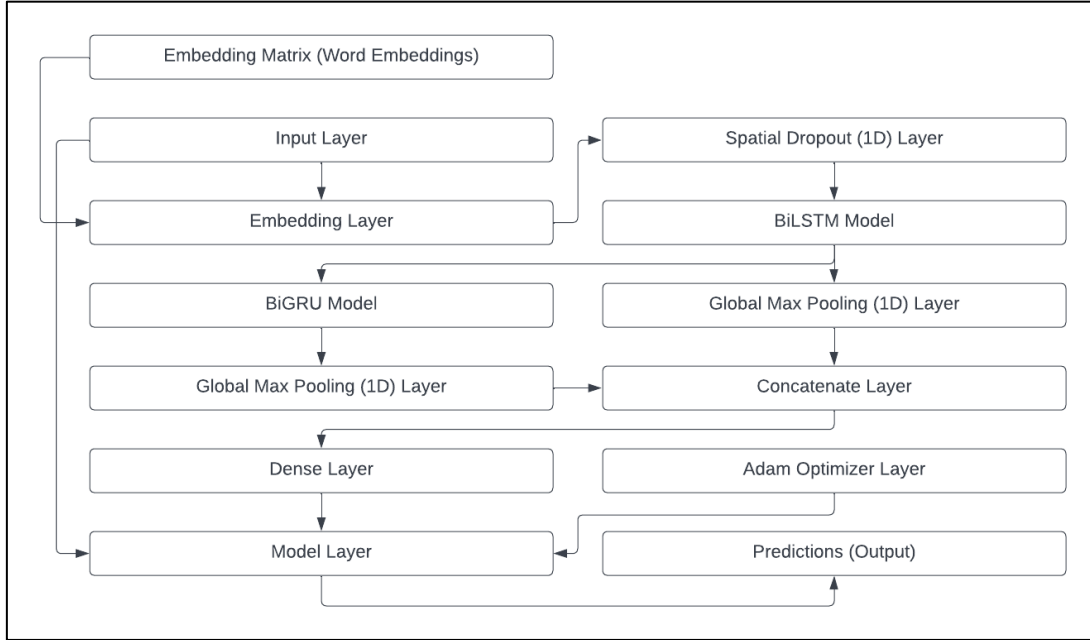 Embedding Matrix (Word Embeddings)
Input Layer
Spatial Dropout (1D) Layer
Embedding Layer
BiLSTM Model
BiGRU Model
Global Max Pooling (1D) Layer
Global Max Pooling (1D) Layer
Concatenate Layer
Dense Layer
Adam Optimizer Layer
Model Layer
Predictions (Output)